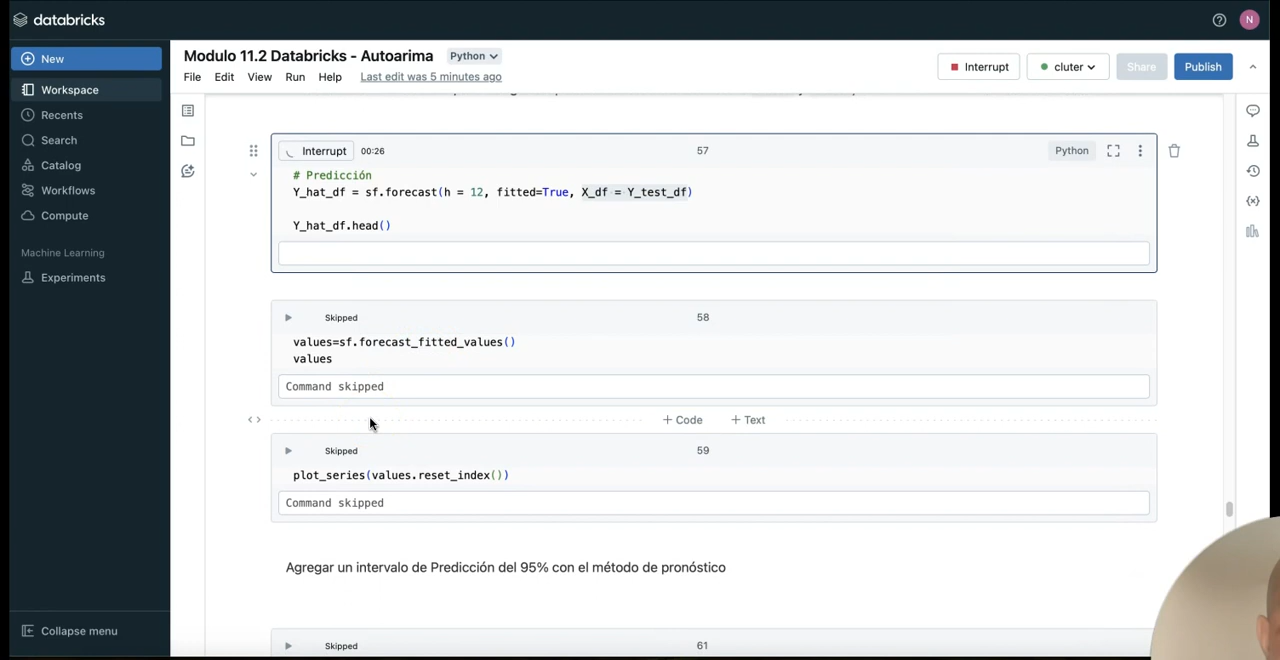 databricks
N
New
Modulo 11.2 Databricks - Autoarima
Python
File Edit View Run Help Last edit was 5 minutes ago
Interrupt
cluter
Share
Publish
Workspace
Recents
Search
Catalog
Workflows
Compute
Machine Learning
Experiments
Collapse menu
Interrupt 00:26 57 Python
# Predicción
Y_hat_df = sf.forecast(h = 12, fitted=True, X_df = Y_test_df)
Y_hat_df.head()
Skipped 58
values=sf.forecast_fitted_values()
values
Command skipped
+ Code + Text
Skipped 59
plot_series(values.reset_index())
Command skipped
Agregar un intervalo de Predicción del 95% con el método de pronóstico
Skipped 61